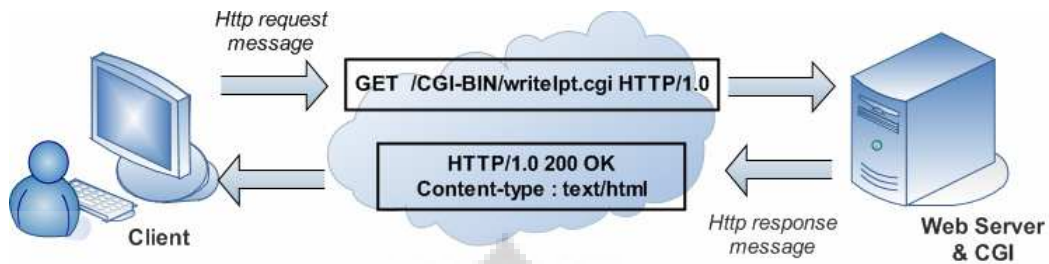 Http request
message
GET /CGI-BIN/writelpt.cgi HTTP/1.0
HTTP/1.0 200 OK
Content-type : text/html
Client
Http response
message
Web Server
& CGI